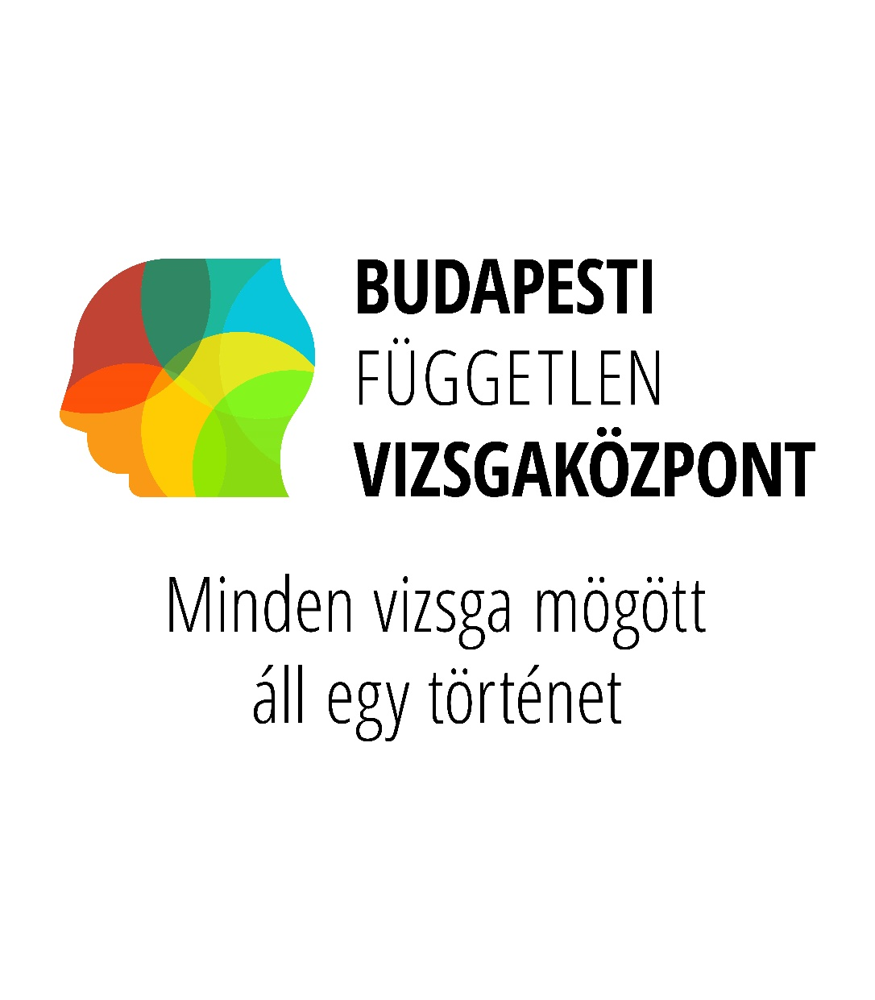 BUDAPESTI
FÜGGETLEN
VIZSGAKÖZPONT
Minden vizsga mögött
áll egy történet